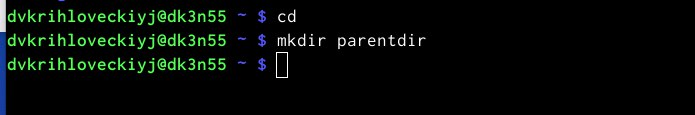 dvkrihloveckiyj@dk3n55 ~ $ cd
dvkrihloveckiyj@dk3n55 ~ $ mkdir parentdir
dvkrihloveckiyj@dk3n55 ~ $